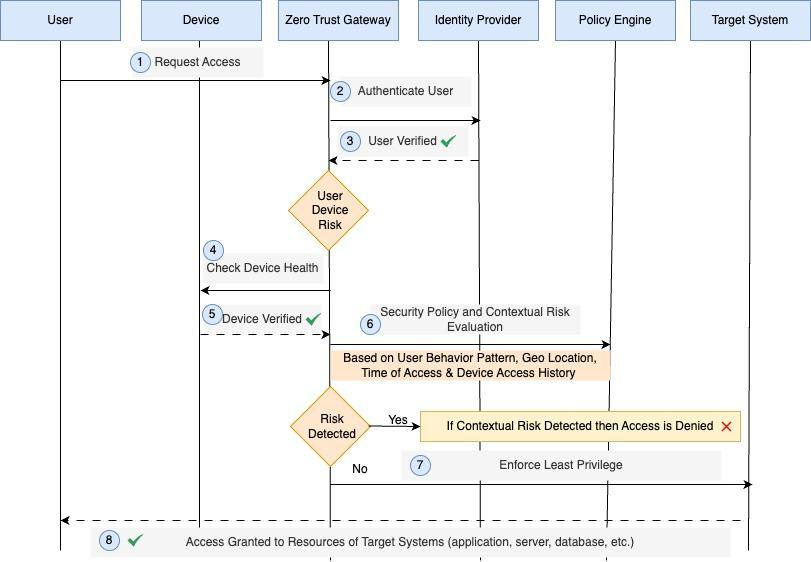 User
Device
Zero Trust Gateway
Identity Provider
Policy Engine
Target System
1 Request Access
2 Authenticate User
3 User Verified
User
Device
Risk
4
Check Device Health
5 Device Verified
6 Security Policy and Contextual Risk
Evaluation
Based on User Behavior Pattern, Geo Location,
Time of Access & Device Access History
Risk
Detected
Yes
If Contextual Risk Detected then Access is Denied
No
7 Enforce Least Privilege
8 Access Granted to Resources of Target Systems (application, server, database, etc.)